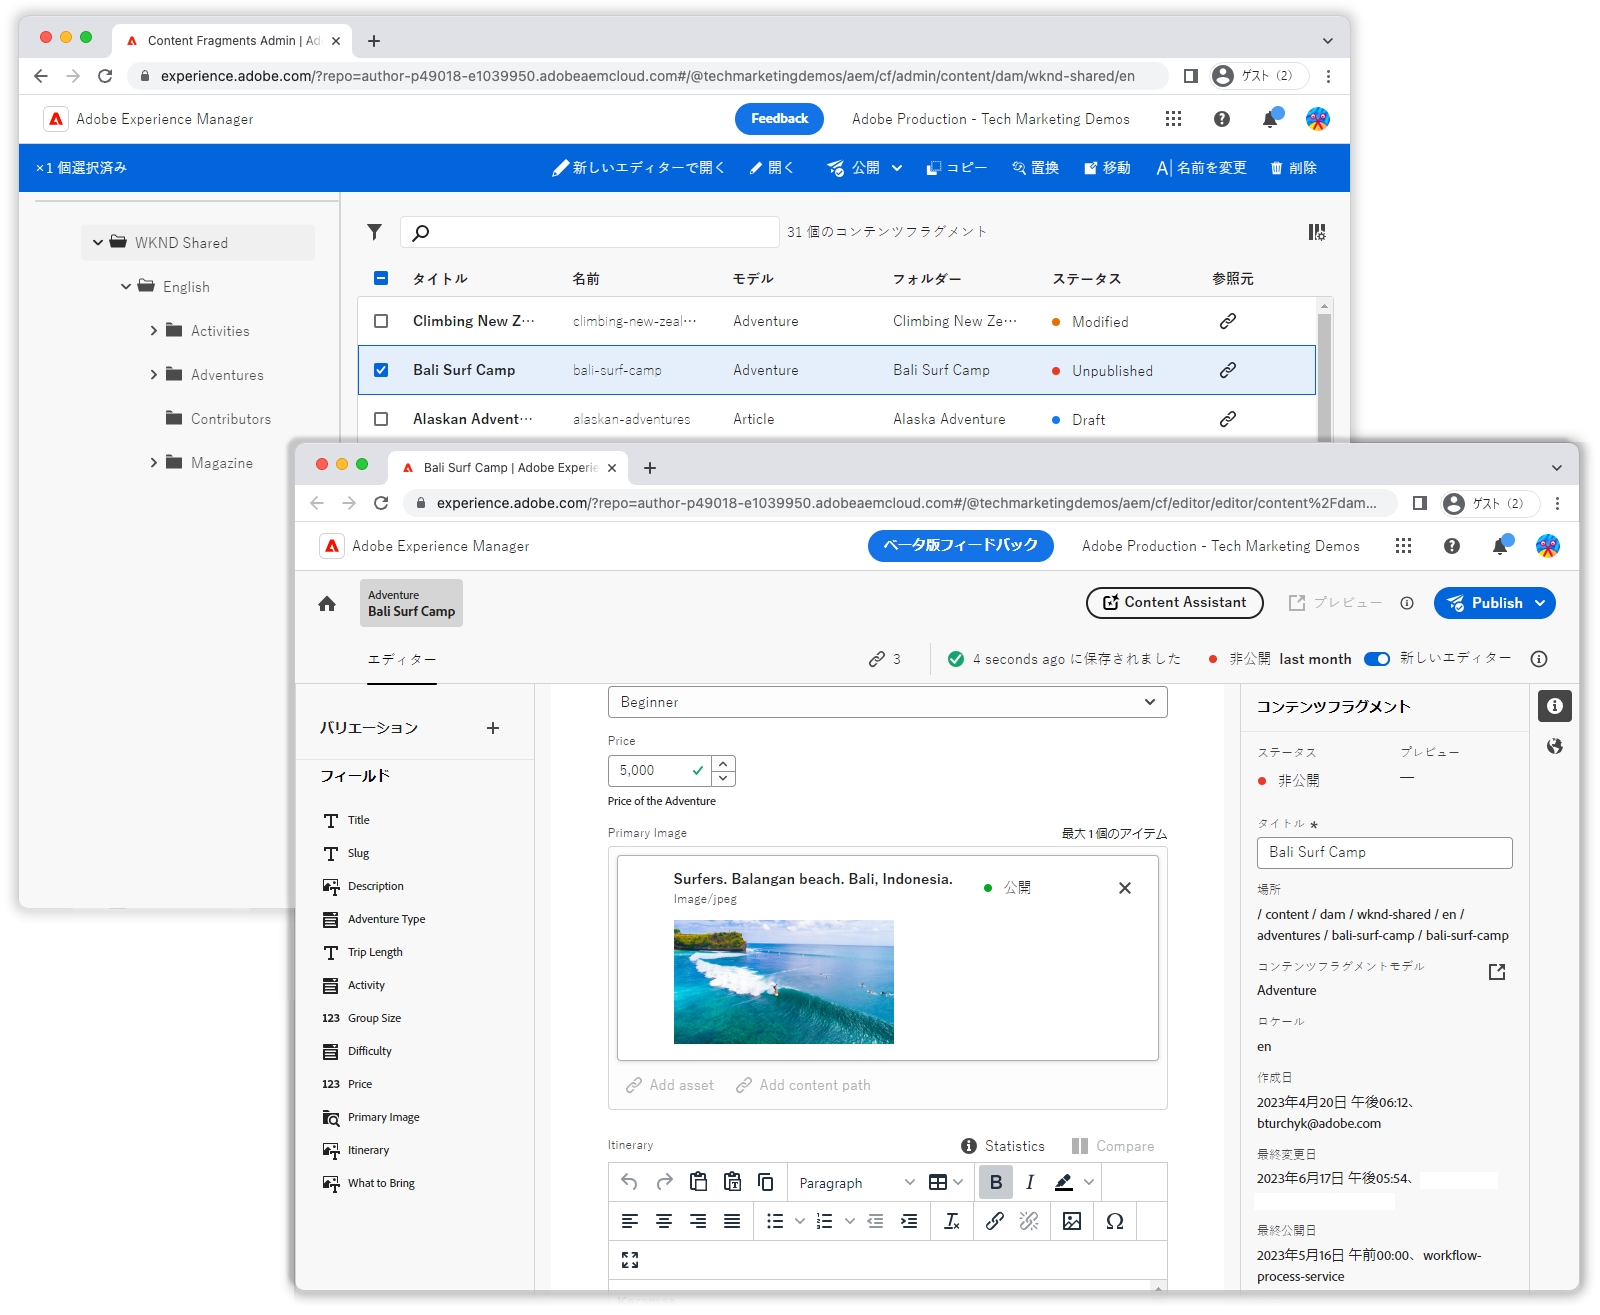 Content Fragments Admin | Ad
experience.adobe.com/?repo=author-p49018-e1039950.adobeaemcloud.com#/@techmarketingdemos/aem/cf/admin/content/dam/wknd-shared/en
ゲスト (2)
Adobe Experience Manager
Feedback
Adobe Production - Tech Marketing Demos
×1 個選択済み
新しいエディターで開く
開く
公開
コピー
置換
移動
名前を変更
削除
WKND Shared
English
Activities
Adventures
Contributors
Magazine
31 個のコンテンツフラグメント
タイトル 名前 モデル フォルダー ステータス 参照元
Climbing New Z··· climbing-new-zeal··· Adventure Climbing New Ze··· Modified
Bali Surf Camp bali-surf-camp Adventure Bali Surf Camp Unpublished
Alaskan Advent··· alaskan-adventures Article Alaska Adventure Draft
Bali Surf Camp | Adobe Experie
experience.adobe.com/?repo=author-p49018-e1039950.adobeaemcloud.com#/@techmarketingdemos/aem/cf/editor/editor/content%2Fdam...
ゲスト (2)
Adobe Experience Manager
ベータ版フィードバック
Adobe Production - Tech Marketing Demos
Adventure
Bali Surf Camp
Content Assistant
プレビュー
Publish
エディター
3
4 seconds ago に保存されました
非公開 last month
新しいエディター
バリエーション
フィールド
Title
Slug
Description
Adventure Type
Trip Length
Activity
123 Group Size
Difficulty
123 Price
Primary Image
Itinerary
What to Bring
Beginner
Price
5,000
Price of the Adventure
Primary Image
最大1個のアイテム
Surfers. Balangan beach. Bali, Indonesia.
Image/jpeg
公開
Add asset
Add content path
Itinerary
Statistics
Compare
Paragraph
B I
コンテンツフラグメント
ステータス プレビュー
非公開 —
タイトル *
Bali Surf Camp
場所
/ content / dam / wknd-shared / en /
adventures / bali-surf-camp / bali-surf-camp
コンテンツフラグメントモデル
Adventure
ロケール
en
作成日
2023年4月20日 午後06:12、
bturchyk@adobe.com
最終変更日
2023年6月17日 午後05:54、
最終公開日
2023年5月16日 午前00:00、workflow-
process-service